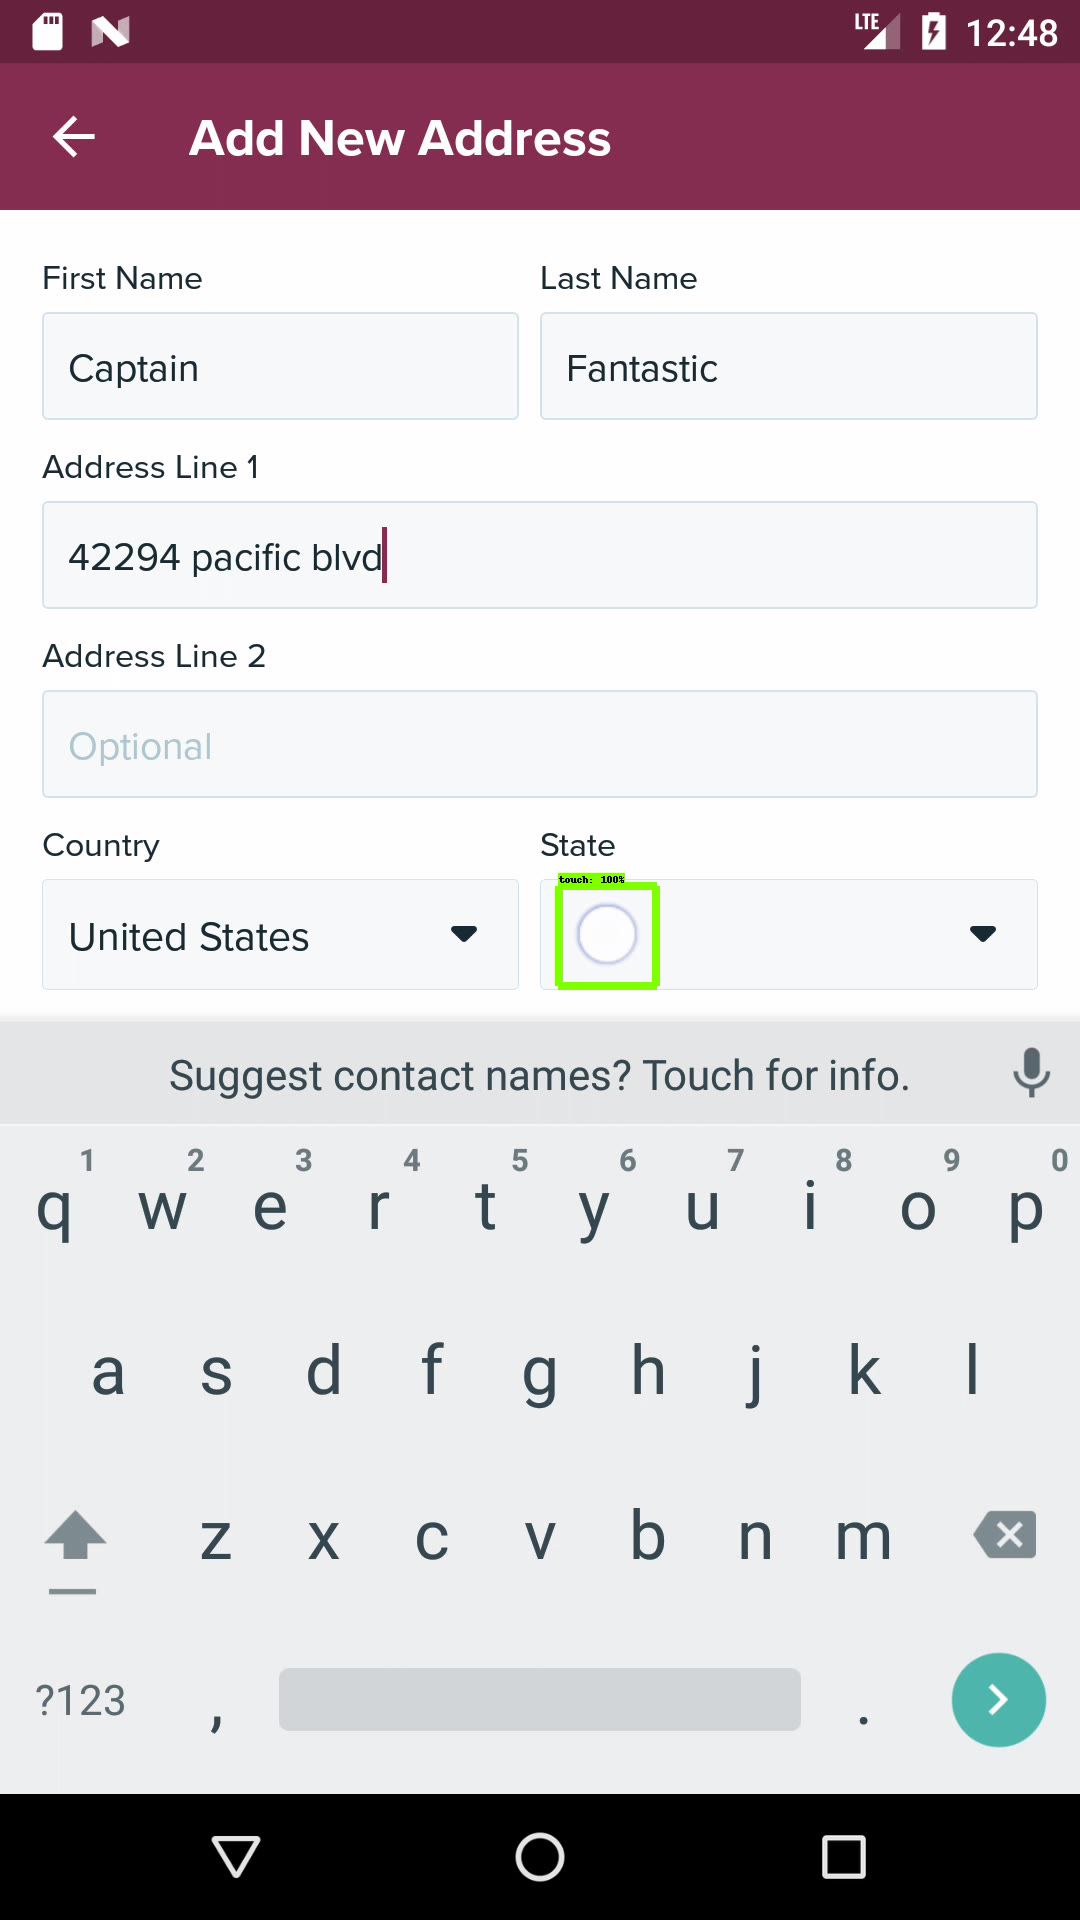 LTE 12:48
Add New Address
First Name Last Name
Captain Fantastic
Address Line 1
42294 pacific blvd
Address Line 2
Optional
Country State
touch: 100%
United States
Suggest contact names? Touch for info.
1 2 3 4 5 6 7 8 9 0
q w e r t y u i o p
a s d f g h j k l
z x c v b n m
?123 , .